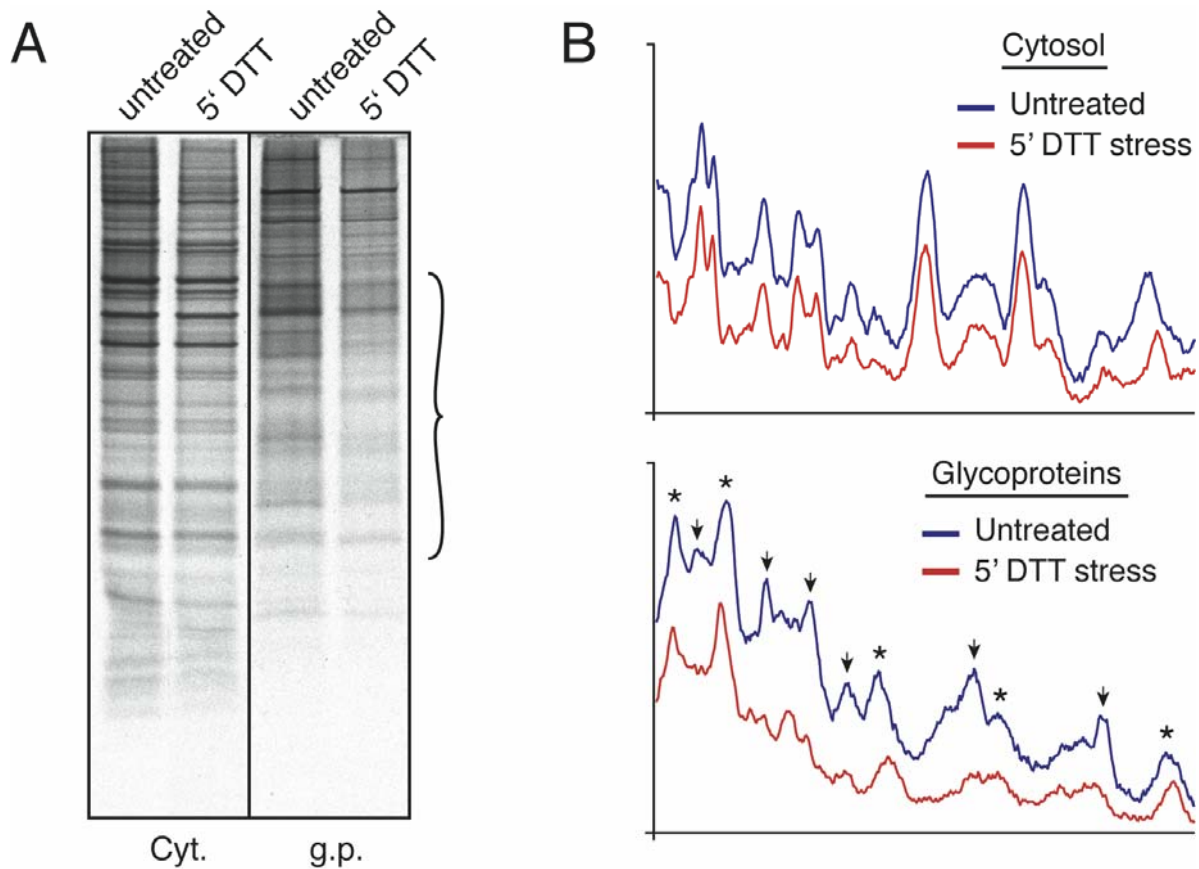 A
untreated
5‘ DTT
untreated
5‘ DTT
Cyt.
g.p.
B
Cytosol
Untreated
5’ DTT stress
* *
Glycoproteins
Untreated
5’ DTT stress
*
*
*